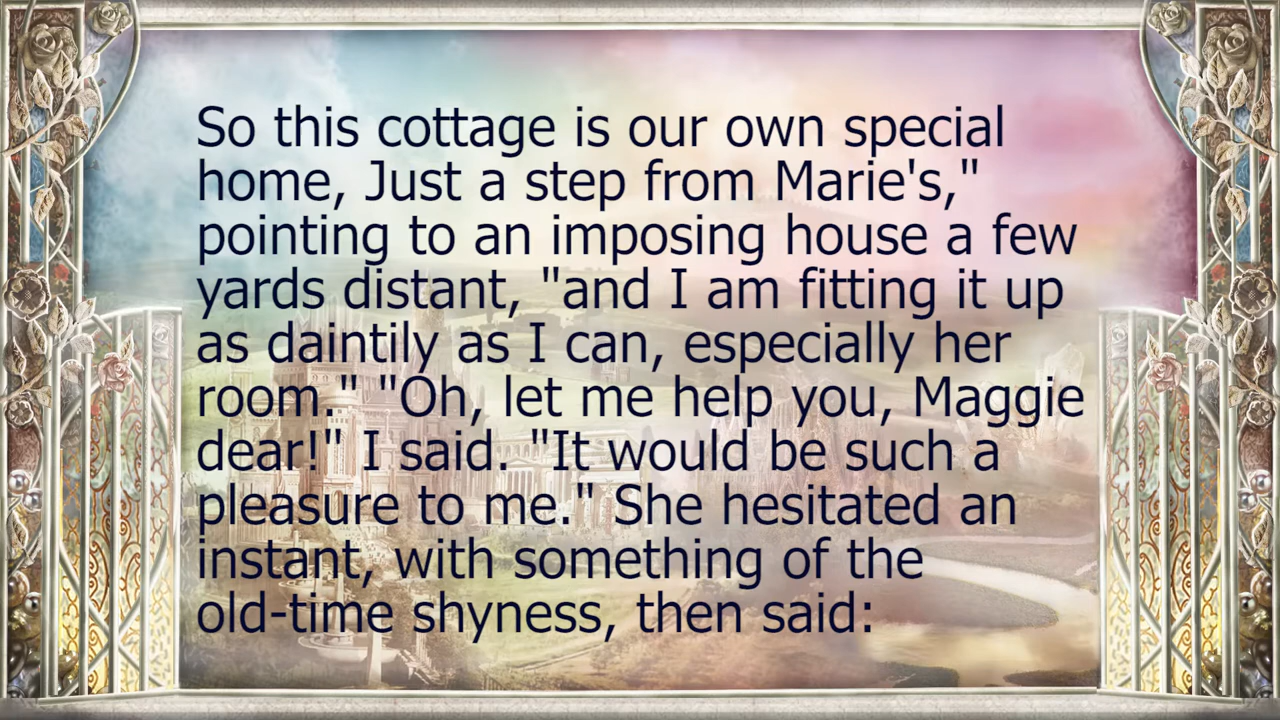 So this cottage is our own special
home, Just a step from Marie's,"
pointing to an imposing house a few
yards distant, "and I am fitting it up
as daintily as I can, especially her
room." "Oh, let me help you, Maggie
dear!" I said. "It would be such a
pleasure to me." She hesitated an
instant, with something of the
old-time shyness, then said: